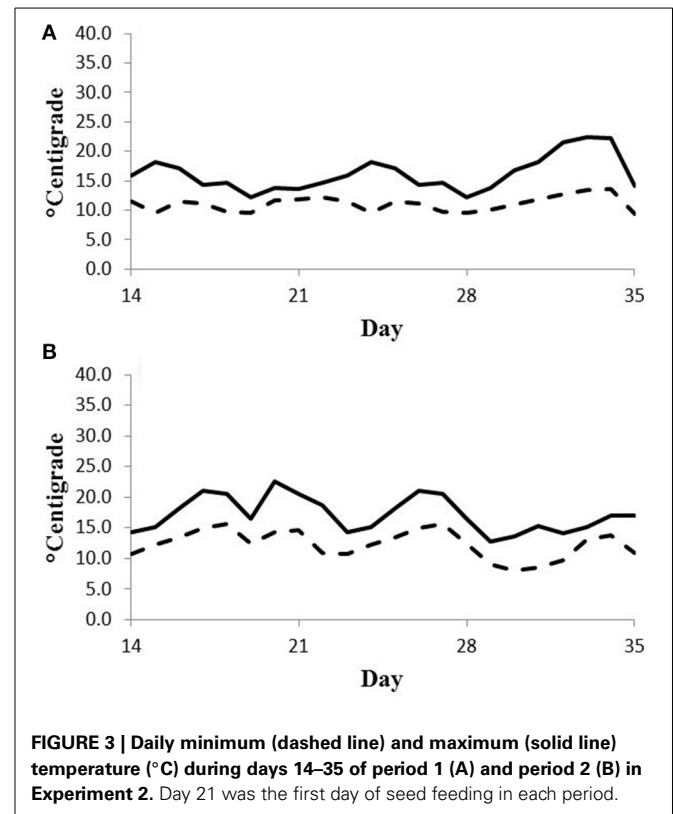 A
40.0
35.0
30.0
25.0
20.0
15.0
10.0
5.0
0.0
°Centigrade
14 21 28 35
Day
B
40.0
35.0
30.0
25.0
20.0
15.0
10.0
5.0
0.0
°Centigrade
14 21 28 35
Day
FIGURE 3 | Daily minimum (dashed line) and maximum (solid line)
temperature (°C) during days 14–35 of period 1 (A) and period 2 (B) in
Experiment 2. Day 21 was the first day of seed feeding in each period.